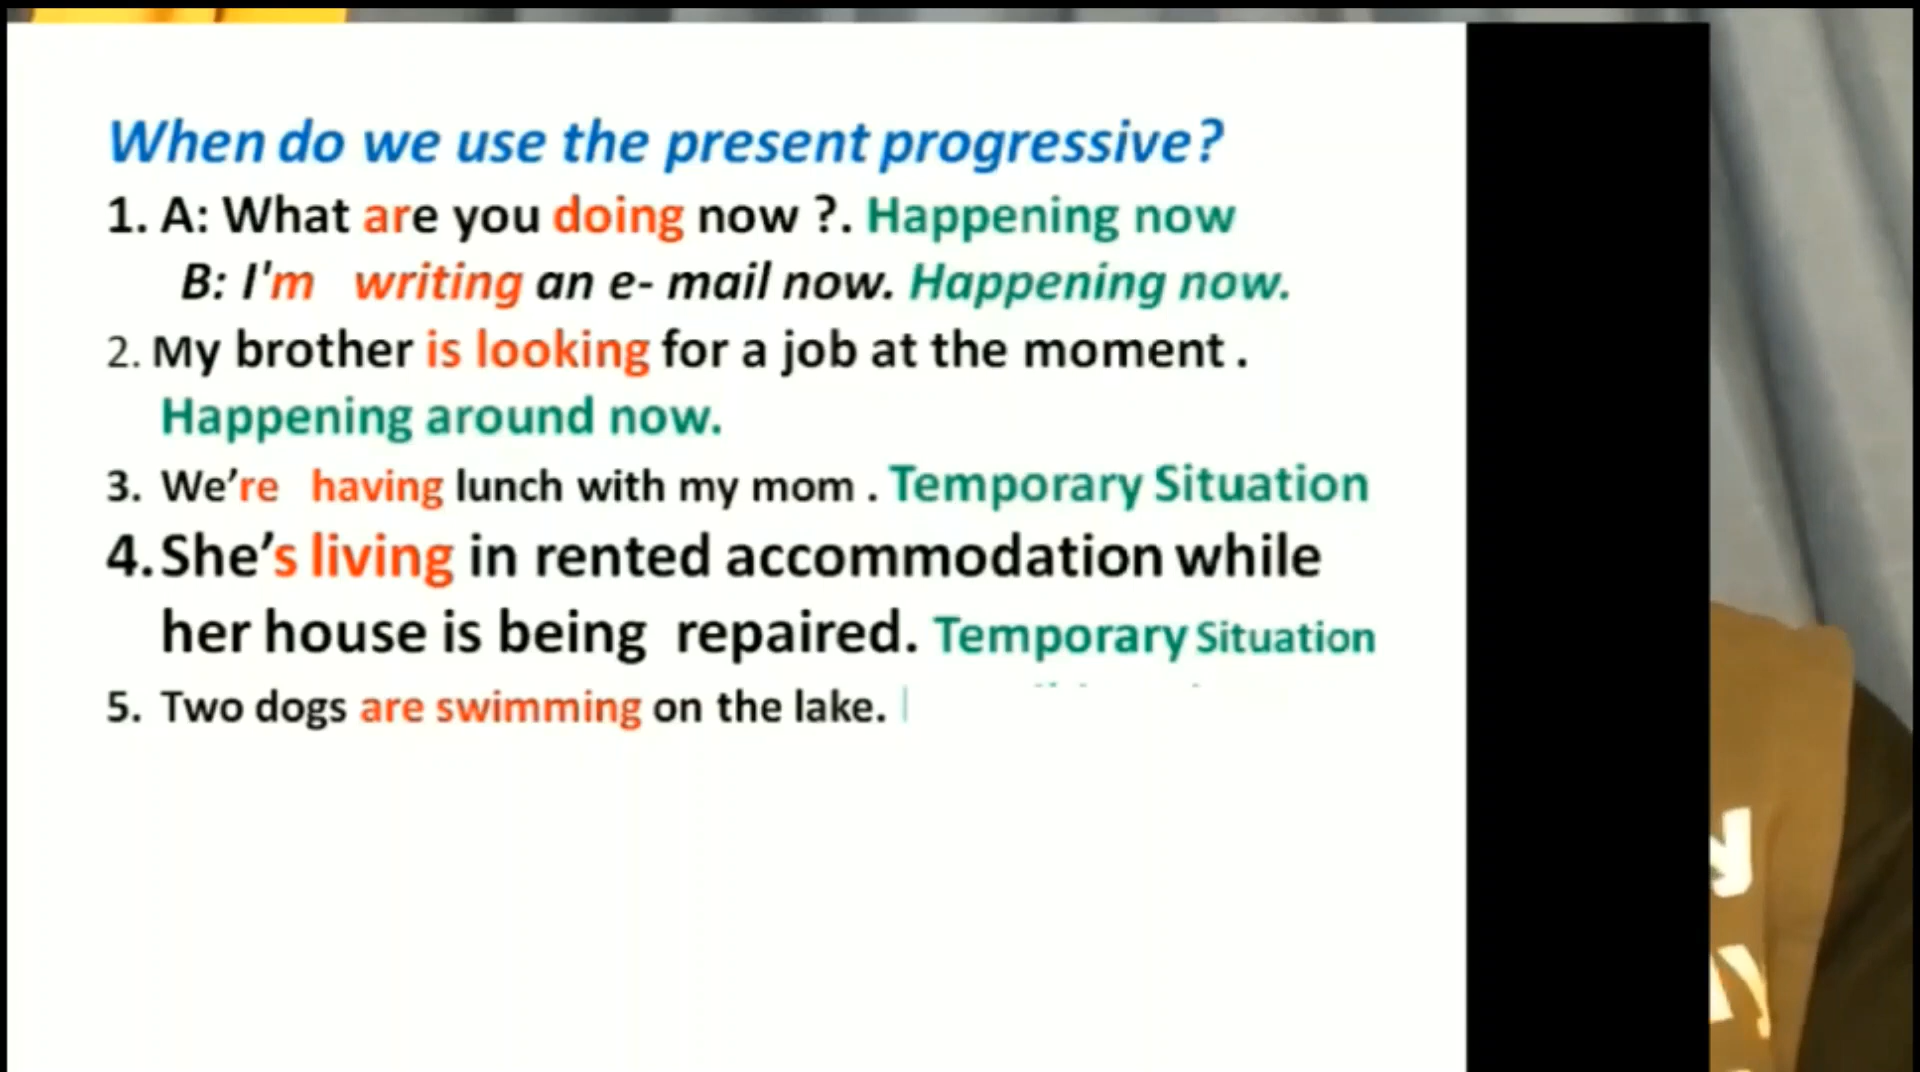 When do we use the present progressive?
1. A: What are you doing now ?. Happening now
B: I'm writing an e- mail now. Happening now.
2. My brother is looking for a job at the moment .
Happening around now.
3. We’re having lunch with my mom . Temporary Situation
4. She’s living in rented accommodation while
her house is being repaired. Temporary Situation
5. Two dogs are swimming on the lake.